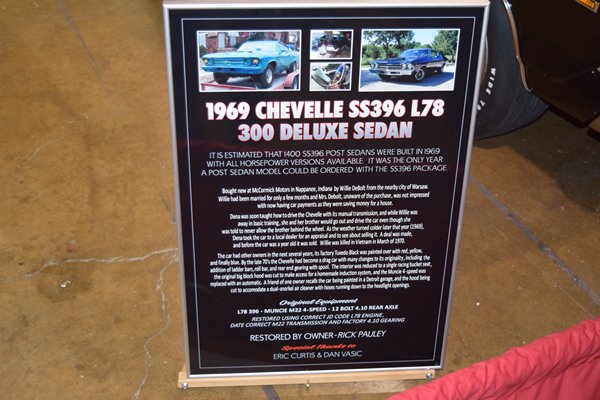 1969 CHEVELLE SS396 L78
300 DELUXE SEDAN
IT IS ESTIMATED THAT 1400 SS396 POST SEDANS WERE BUILT IN 1969
WITH ALL HORSEPOWER VERSIONS AVAILABLE. IT WAS THE ONLY YEAR
A POST SEDAN MODEL COULD BE ORDERED WITH THE SS396 PACKAGE.
Bought new at McCormick Motors in Nappanee, Indiana by Willie DeBolt from the nearby city of Warsaw.
Willie had been married for only a few months and Mrs. Debolt, unaware of the purchase, was not impressed
with now having car payments as they were saving money for a house.
Dena was soon taught how to drive the Chevelle with its manual transmission, and while Willie was
away in basic training, she and her brother would go out and drive the car even though she
was told to never allow the brother behind the wheel. As the weather turned colder later that year (1969),
Dena took the car to a local dealer for an appraisal and to see about selling it. A deal was made,
and before the car was a year old it was sold. Willie was killed in Vietnam in March of 1970.
The car had other owners in the next several years, its factory Tuxedo Black was painted over with red, yellow,
and finally blue. By the late 70's the Chevelle had become a drag car with many changes to its originality, including the
addition of ladder bars, roll bar, and rear end gearing with spool. The interior was reduced to a single racing bucket seat,
the original big block hood was cut to make access for a homemade induction system, and the Muncie 4-speed was
replaced with an automatic. A friend of one owner recalls the car being painted in a Detroit garage, and the hood being
cut to accomodate a dual-snorkel air cleaner with hoses running down to the headlight openings.
Original Equipment
L78 396 • MUNCIE M22 4-SPEED • 12 BOLT 4.10 REAR AXLE
RESTORED USING CORRECT JD CODE L78 ENGINE,
DATE CORRECT M22 TRANSMISSION AND FACTORY 4.10 GEARING
RESTORED BY OWNER-RICK PAULEY
Special Thanks to
ERIC CURTIS & DAN VASIC
WIDE